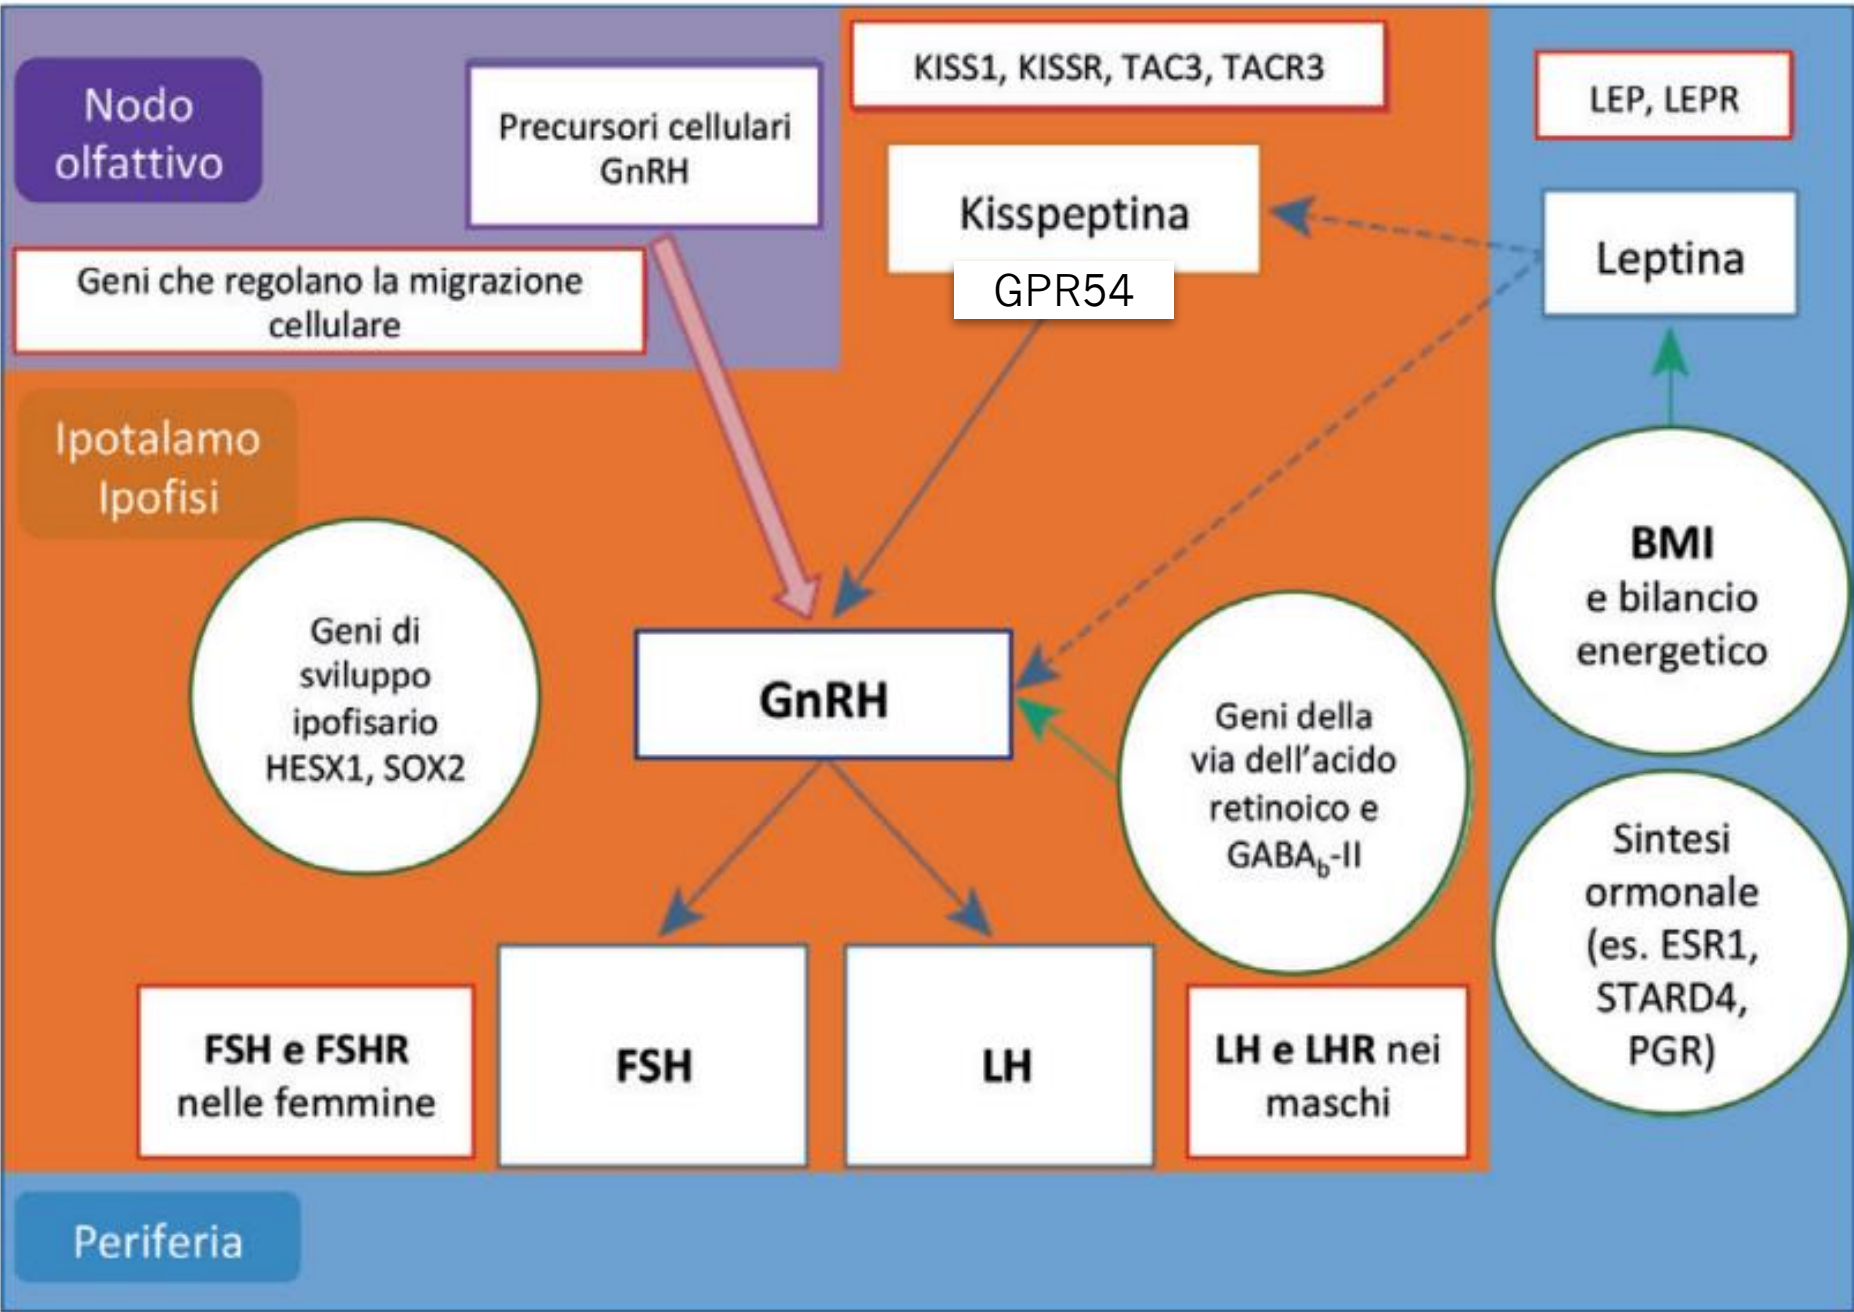 Nodo
olfattivo
Precursori cellulari
GnRH
Geni che regolano la migrazione
cellulare
KISS1, KISSR, TAC3, TACR3
Kisspeptina
GPR54
LEP, LEPR
Leptina
Ipotalamo
Ipofisi
Geni di
sviluppo
ipofisario
HESX1, SOX2
GnRH
Geni della
via dell’acido
retinoico e
GABAb-II
BMI
e bilancio
energetico
Sintesi
ormonale
(es. ESR1,
STARD4,
PGR)
FSH e FSHR
nelle femmine
FSH
LH
LH e LHR nei
maschi
Periferia